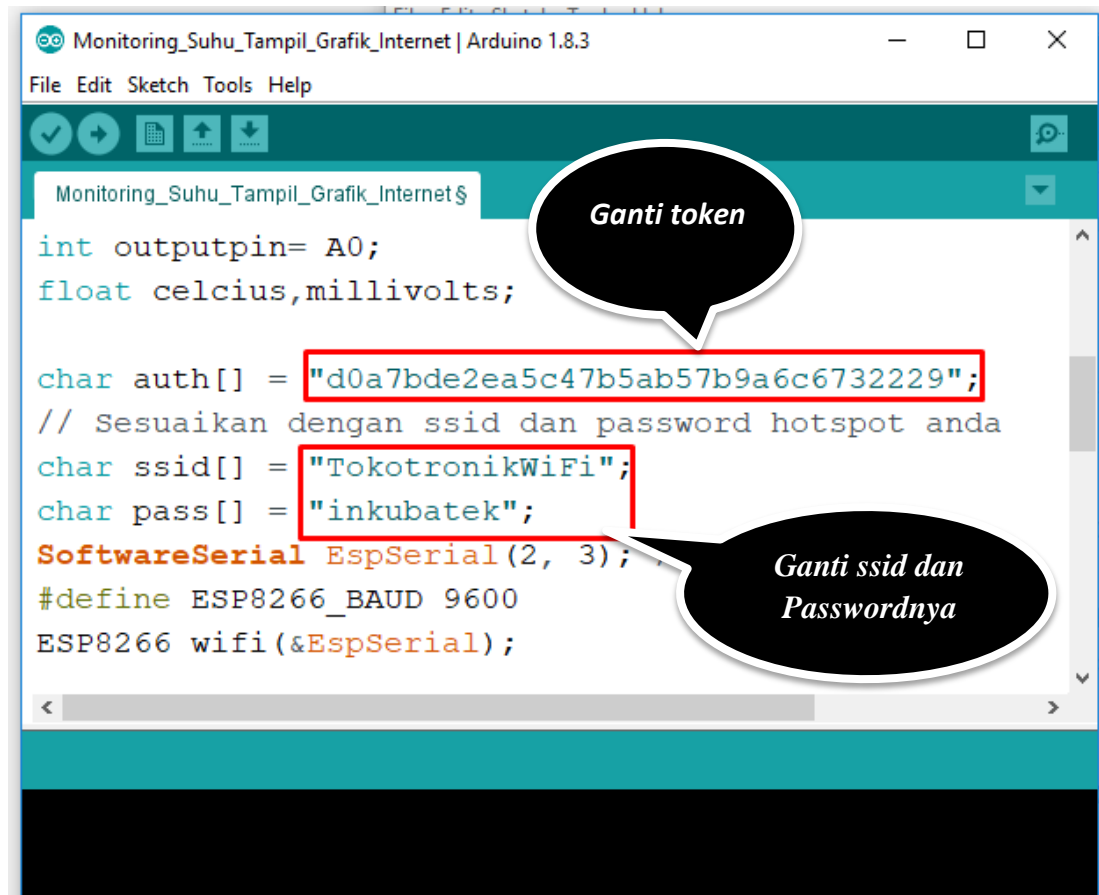 Monitoring_Suhu_Tampil_Grafik_Internet | Arduino 1.8.3
File Edit Sketch Tools Help
Monitoring_Suhu_Tampil_Grafik_Internet §
Ganti token
int outputpin= A0;
float celcius,millivolts;
char auth[] = "d0a7bde2ea5c47b5ab57b9a6c6732229";
// Sesuaikan dengan ssid dan password hotspot anda
char ssid[] = "TokotronikWiFi";
char pass[] = "inkubatek";
SoftwareSerial EspSerial(2, 3);
#define ESP8266_BAUD 9600
ESP8266 wifi(&EspSerial);
Ganti ssid dan
Passwordnya